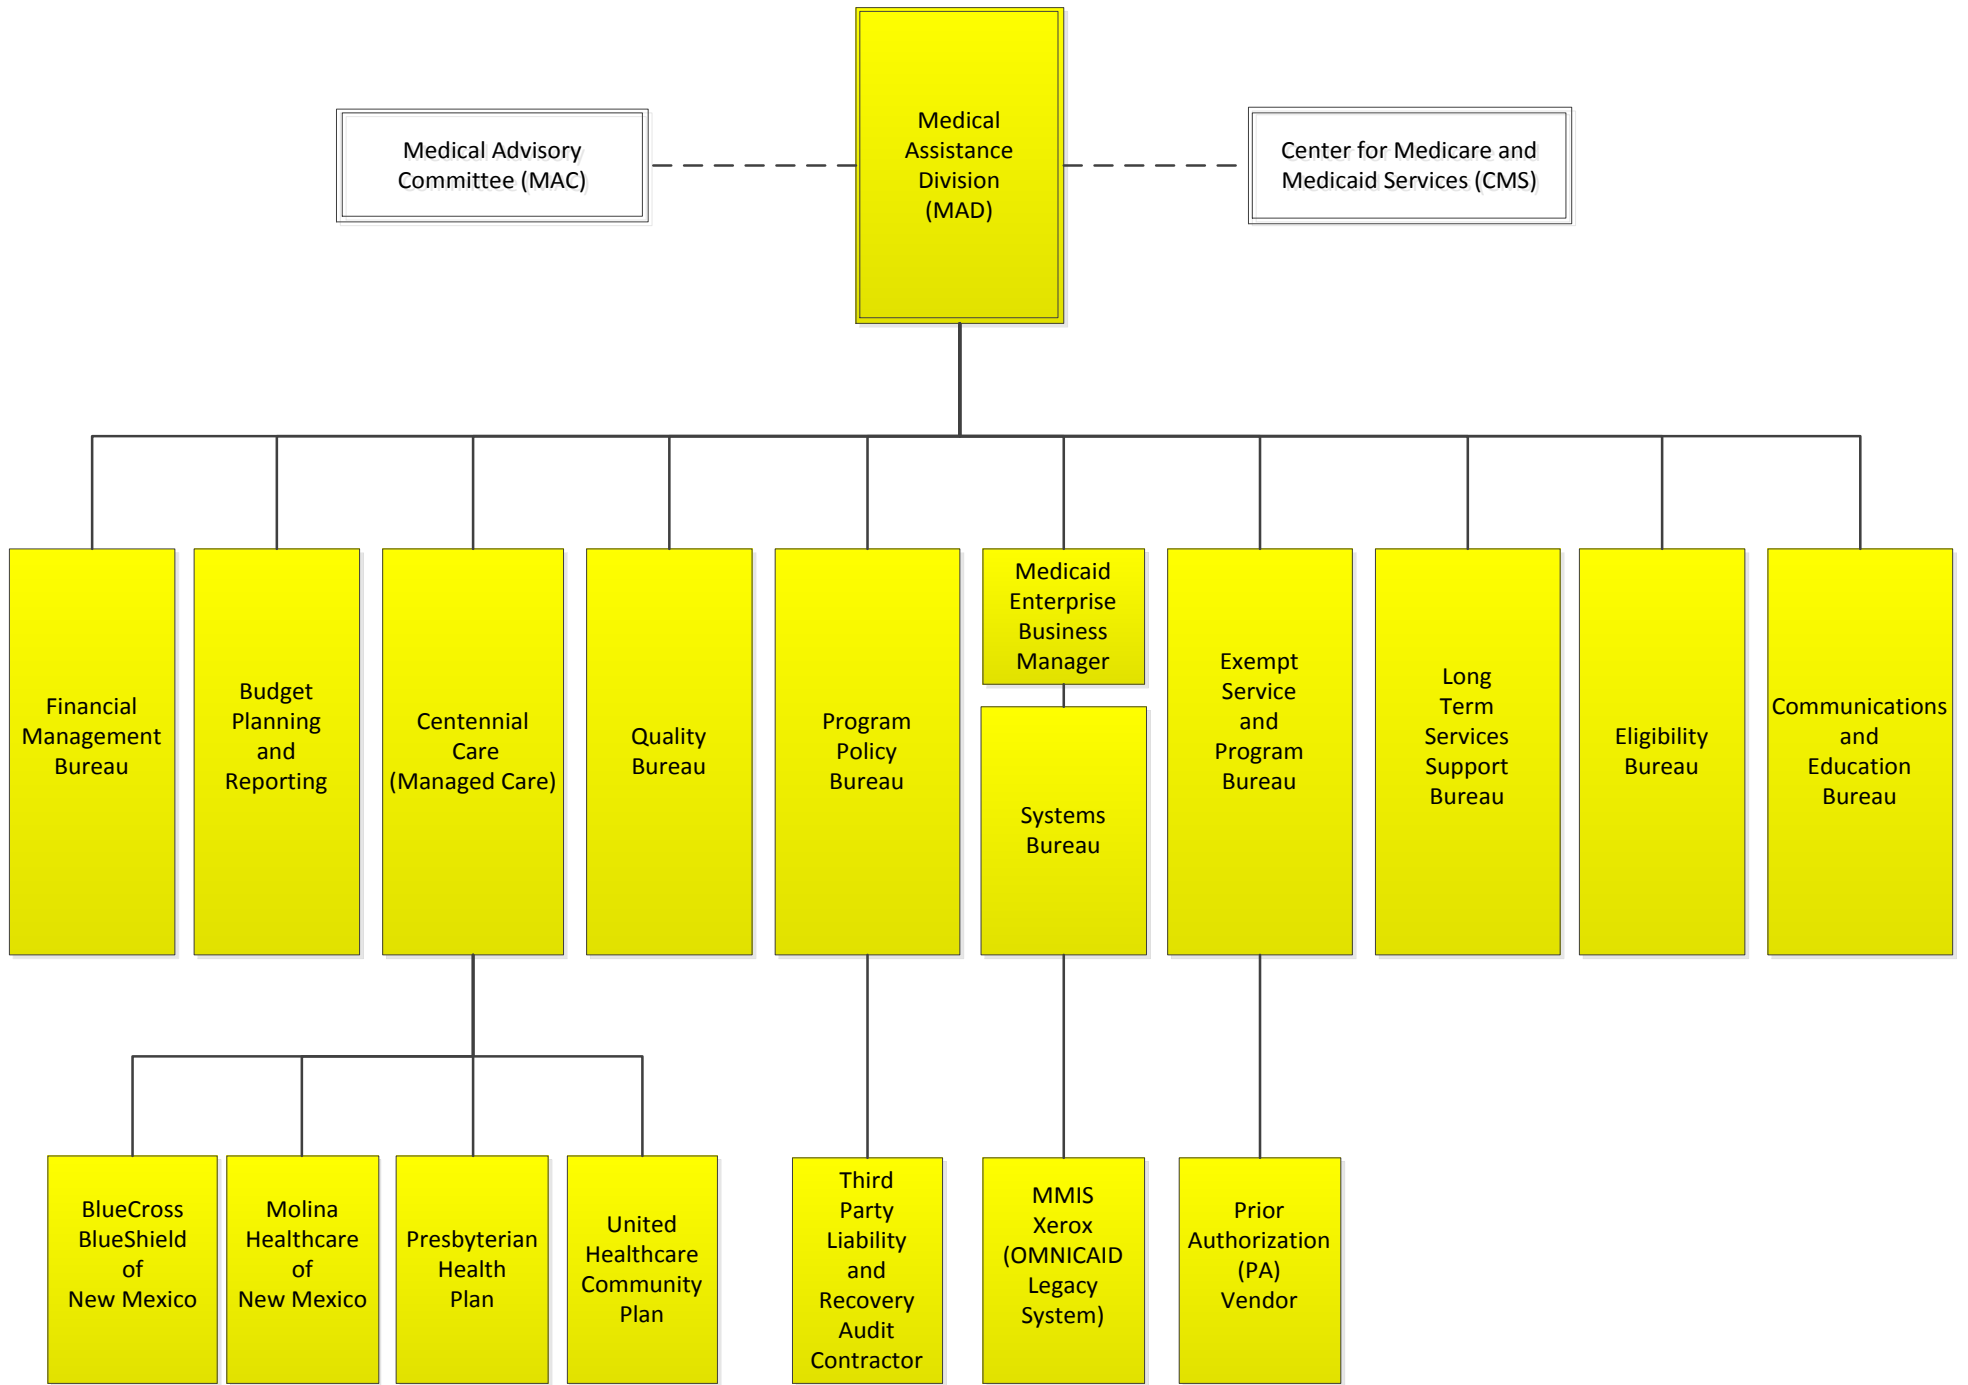 Medical
Assistance
Division
(MAD)
Medical Advisory
Committee (MAC)
Center for Medicare and
Medicaid Services (CMS)
Financial
Management
Bureau
Budget
Planning
and
Reporting
Centennial
Care
(Managed Care)
Quality
Bureau
Program
Policy
Bureau
Medicaid
Enterprise
Business
Manager
Systems
Bureau
Exempt
Service
and
Program
Bureau
Long
Term
Services
Support
Bureau
Eligibility
Bureau
Communications
and
Education
Bureau
BlueCross
BlueShield
of
New Mexico
Molina
Healthcare
of
New Mexico
Presbyterian
Health
Plan
United
Healthcare
Community
Plan
Third
Party
Liability
and
Recovery
Audit
Contractor
MMIS
Xerox
(OMNICAID
Legacy
System)
Prior
Authorization
(PA)
Vendor